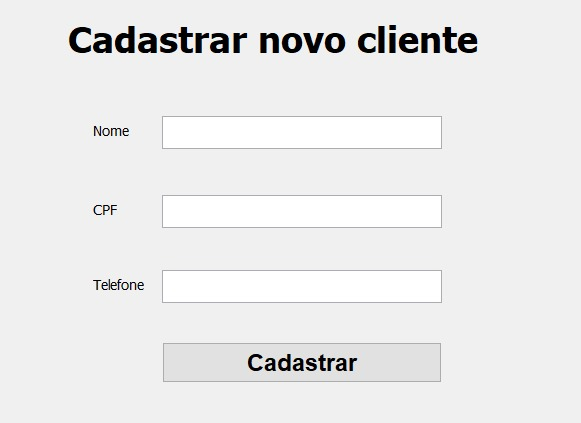 Cadastrar novo cliente
Nome
CPF
Telefone
Cadastrar